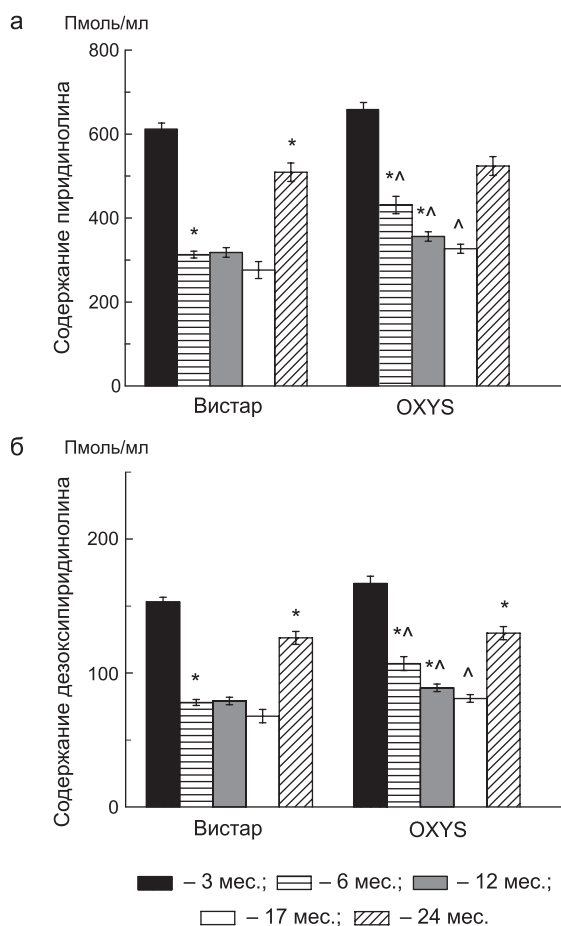 а
Пмоль/мл
Содержание пиридинолина
800
600
400
200
0
*
*
*^
*^
^
Вистар
OXYS
б
Пмоль/мл
Содержание дезоксипиридинолина
200
100
0
*
*
*^
*^
^
*
Вистар
OXYS
– 3 мес.; – 6 мес.; – 12 мес.;
– 17 мес.; – 24 мес.